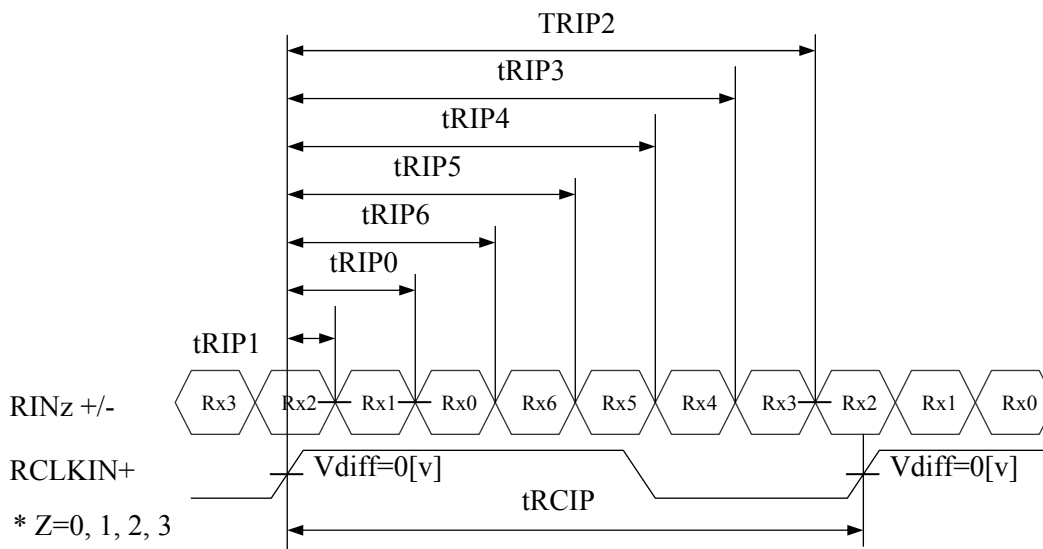 TRIP2
tRIP3
tRIP4
tRIP5
tRIP6
tRIP0
tRIP1
RINz +/- Rx3 Rx2 Rx1 Rx0 Rx6 Rx5 Rx4 Rx3 Rx2 Rx1 Rx0
RCLKIN+ Vdiff=0[v] Vdiff=0[v]
tRCIP
* Z=0, 1, 2, 3